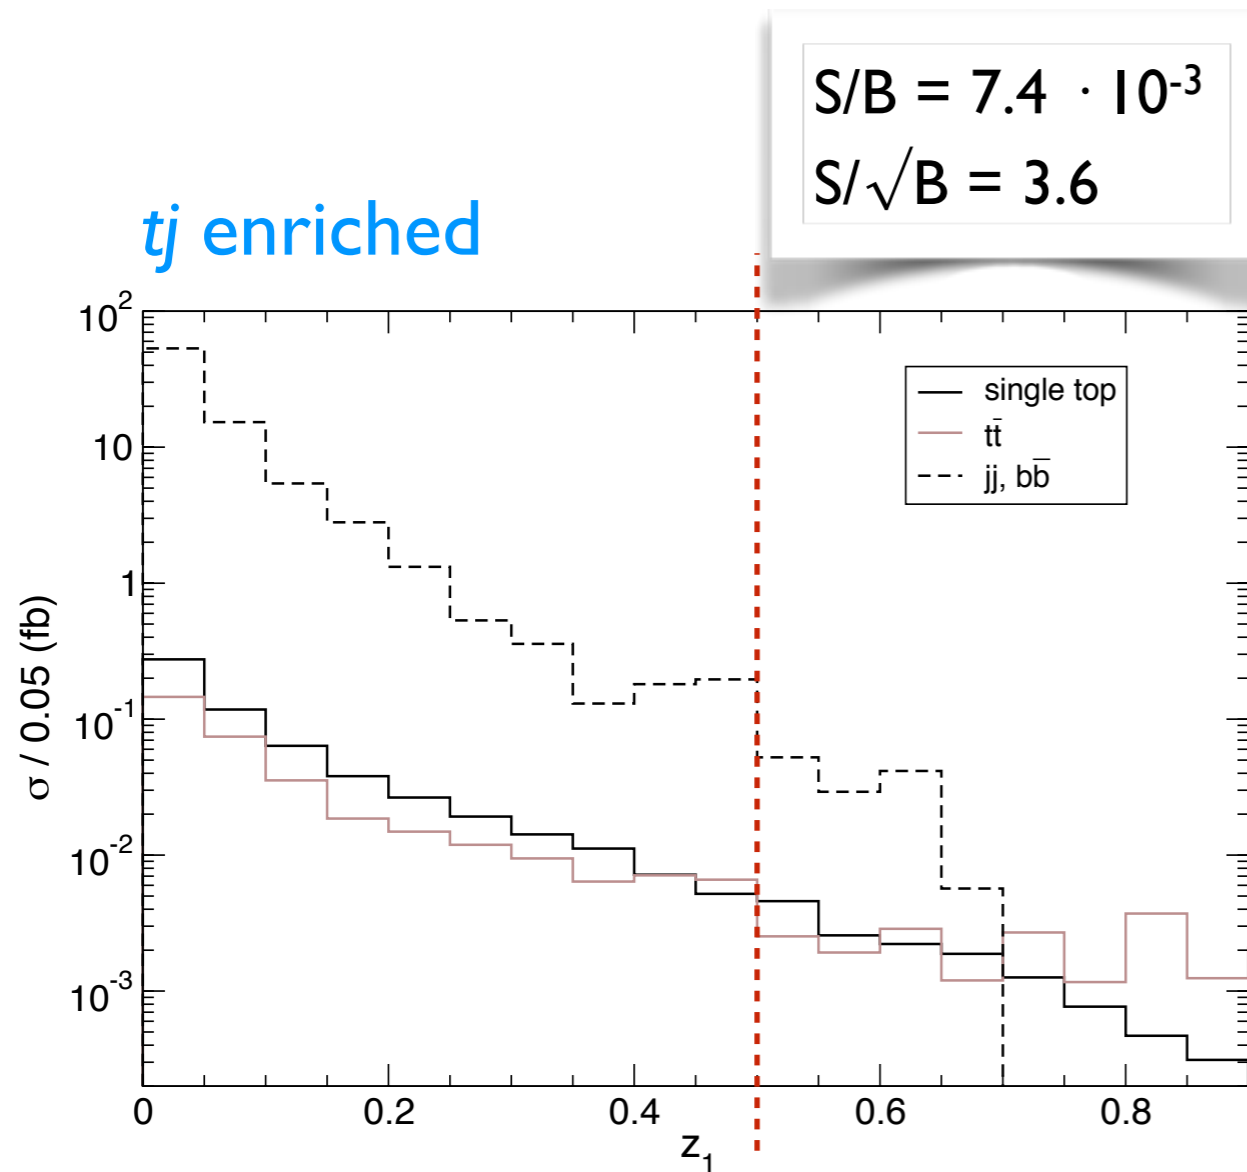 S/B = 7.4 · 10⁻³
S/√B = 3.6
tj enriched
10²
10
1
10⁻¹
10⁻²
10⁻³
σ / 0.05 (fb)
single top
tt̄
jj, bb̄
0 0.2 0.4 0.6 0.8
z₁